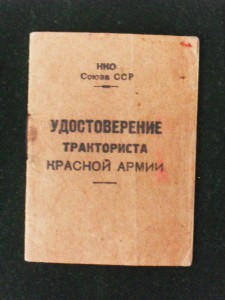 НКО
Союза ССР
УДОСТОВЕРЕНИЕ
ТРАКТОРИСТА
КРАСНОЙ АРМИИ